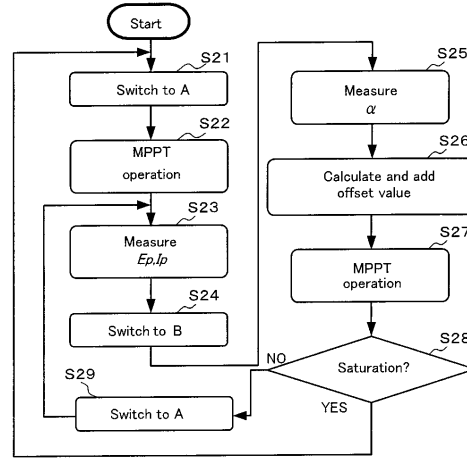 Start
S21
Switch to A
S22
MPPT
operation
S23
Measure
Ep,Ip
S24
Switch to B
S25
Measure
α
S26
Calculate and add
offset value
S27
MPPT
operation
S28
Saturation?
NO
YES
S29
Switch to A